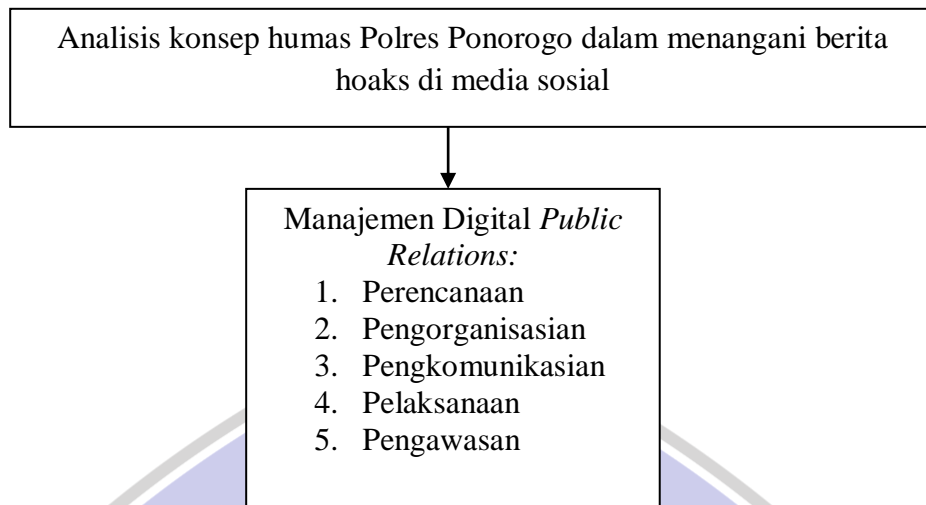 Analisis konsep humas Polres Ponorogo dalam menangani berita
hoaks di media sosial
Manajemen Digital Public
Relations:
1. Perencanaan
2. Pengorganisasian
3. Pengkomunikasian
4. Pelaksanaan
5. Pengawasan